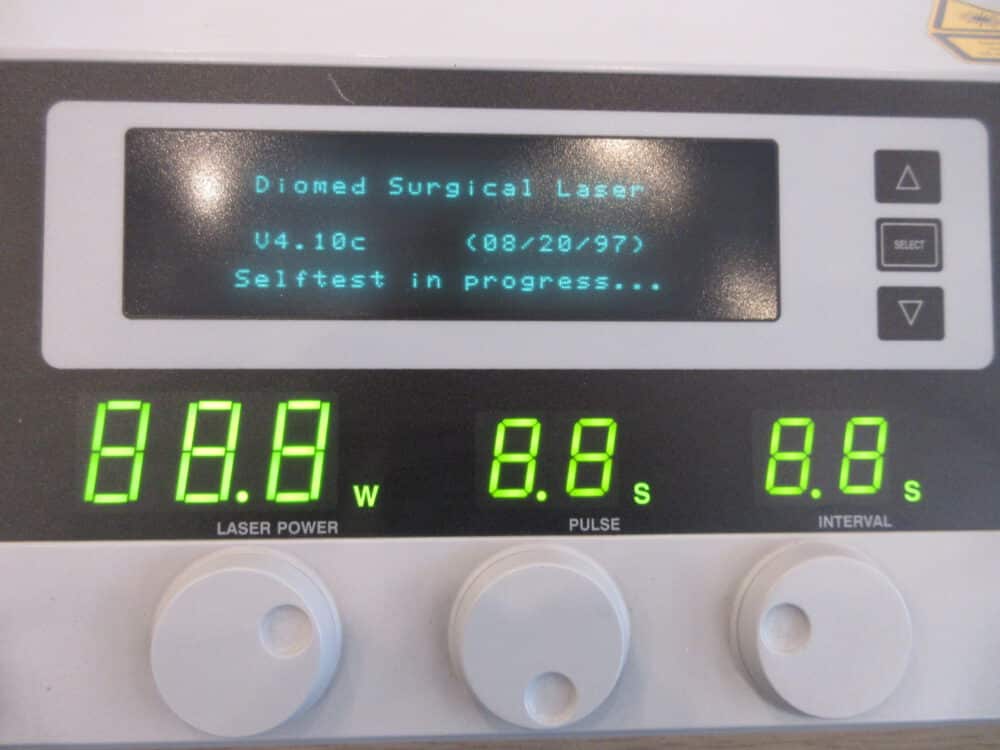 Diomed Surgical Laser
V4.10c (08/20/97)
Selftest in progress...
SELECT
88.8 W
8.8 S
8.8 S
LASER POWER
PULSE
INTERVAL